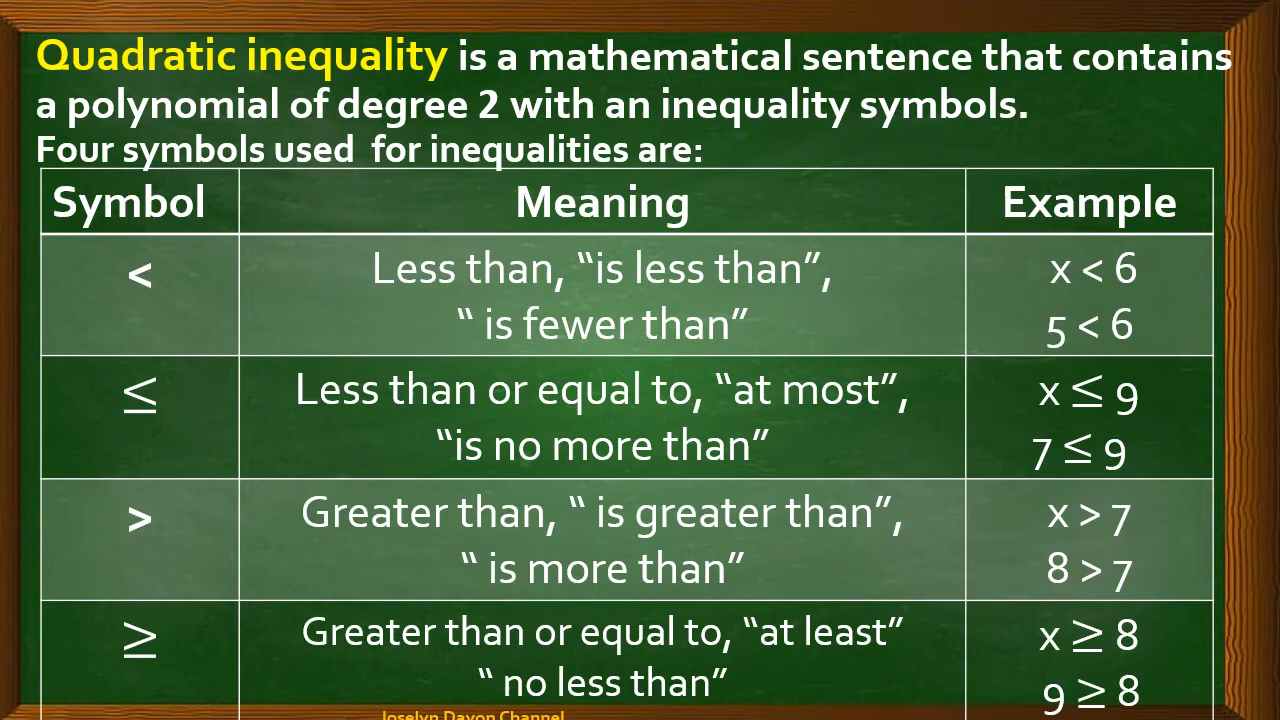 Quadratic inequality is a mathematical sentence that contains
a polynomial of degree 2 with an inequality symbols.
Four symbols used for inequalities are:
Symbol Meaning Example
< Less than, “is less than”, x < 6
“ is fewer than” 5 < 6
≤ Less than or equal to, “at most”, x ≤ 9
“is no more than” 7 ≤ 9
> Greater than, “ is greater than”, x > 7
“ is more than” 8 > 7
≥ Greater than or equal to, “at least” x ≥ 8
“ no less than” 9 ≥ 8
Joselyn Dayon Channel